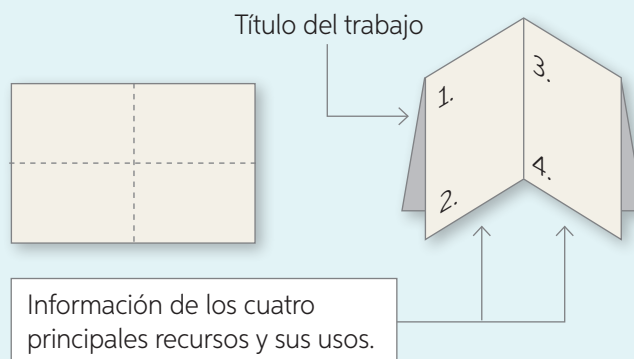 Título del trabajo
1.
3.
2.
4.
Información de los cuatro
principales recursos y sus usos.